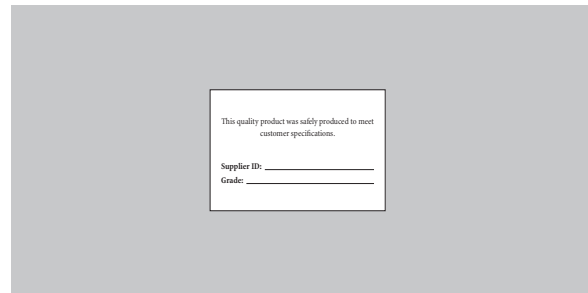 This quality product was safely produced to meet
customer specifications.
Supplier ID:
Grade: